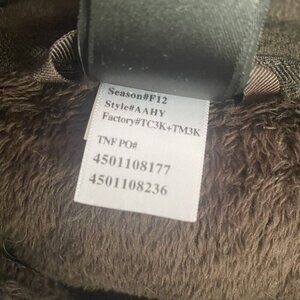 Season#F12
Style#AAHY
Factory#TC3K+TM3K
TNF PO#
4501108177
4501108236